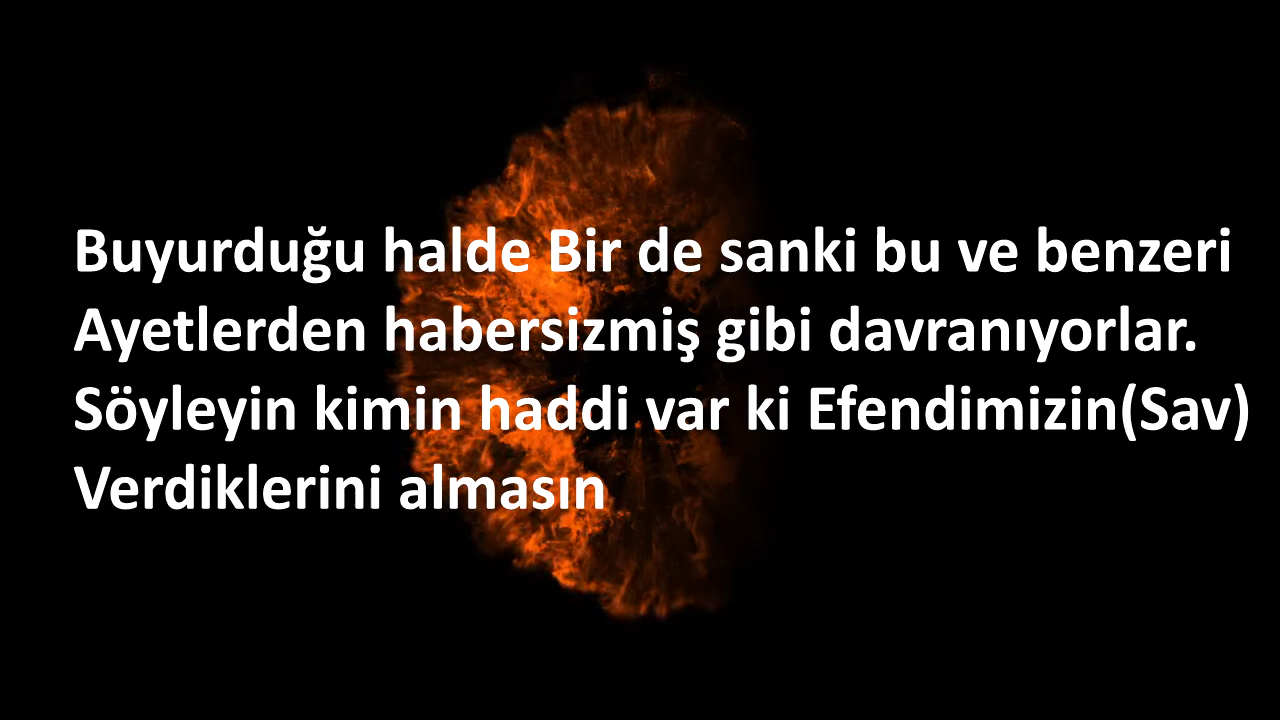 Buyurduğu halde Bir de sanki bu ve benzeri
Ayetlerden habersizmiş gibi davranıyorlar.
Söyleyin kimin haddi var ki Efendimizin(Sav)
Verdiklerini almasın